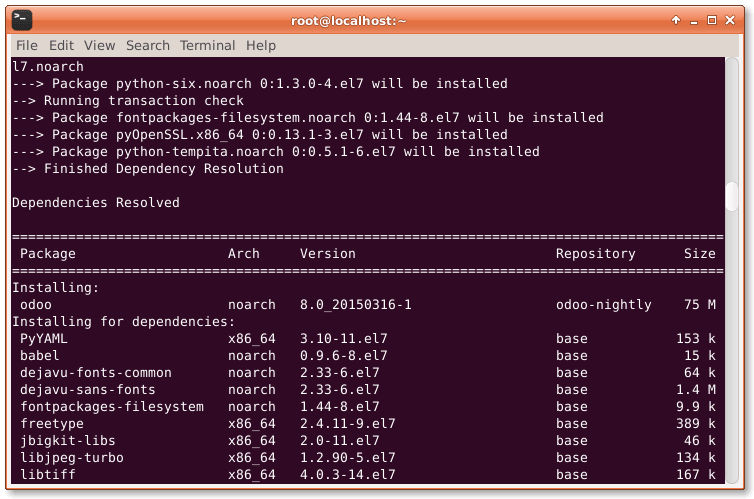 root@localhost:~
File Edit View Search Terminal Help
l7.noarch
---> Package python-six.noarch 0:1.3.0-4.el7 will be installed
--> Running transaction check
---> Package fontpackages-filesystem.noarch 0:1.44-8.el7 will be installed
---> Package pyOpenSSL.x86_64 0:0.13.1-3.el7 will be installed
---> Package python-tempita.noarch 0:0.5.1-6.el7 will be installed
--> Finished Dependency Resolution
Dependencies Resolved
=========================================================================================
Package Arch Version Repository Size
=========================================================================================
Installing:
odoo noarch 8.0_20150316-1 odoo-nightly 75 M
Installing for dependencies:
PyYAML x86_64 3.10-11.el7 base 153 k
babel noarch 0.9.6-8.el7 base 15 k
dejavu-fonts-common noarch 2.33-6.el7 base 64 k
dejavu-sans-fonts noarch 2.33-6.el7 base 1.4 M
fontpackages-filesystem noarch 1.44-8.el7 base 9.9 k
freetype x86_64 2.4.11-9.el7 base 389 k
jbigkit-libs x86_64 2.0-11.el7 base 46 k
libjpeg-turbo x86_64 1.2.90-5.el7 base 134 k
libtiff x86_64 4.0.3-14.el7 base 167 k